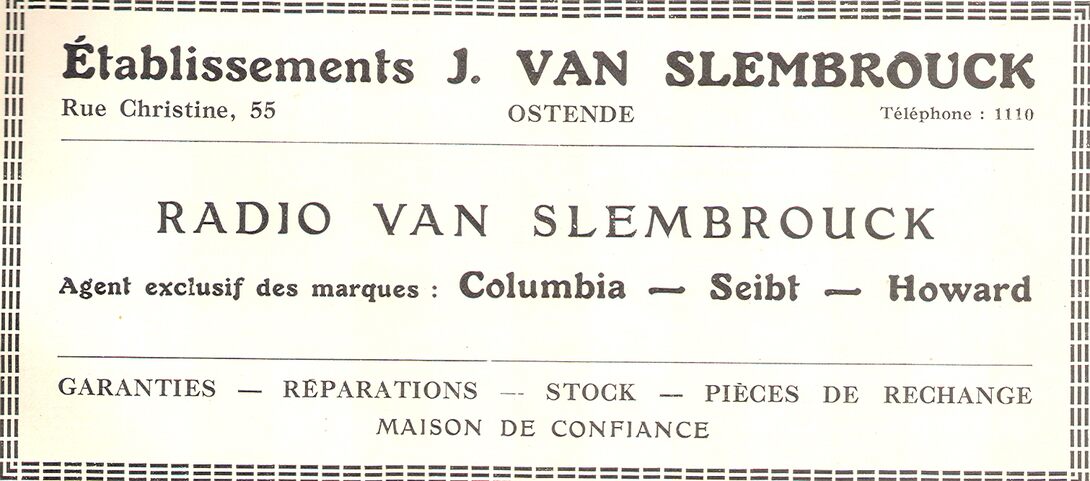 Établissements J. VAN SLEMBROUCK
Rue Christine, 55 OSTENDE Téléphone : 1110
RADIO VAN SLEMBROUCK
Agent exclusif des marques : Columbia — Seibt — Howard
GARANTIES — RÉPARATIONS — STOCK — PIÈCES DE RECHANGE
MAISON DE CONFIANCE